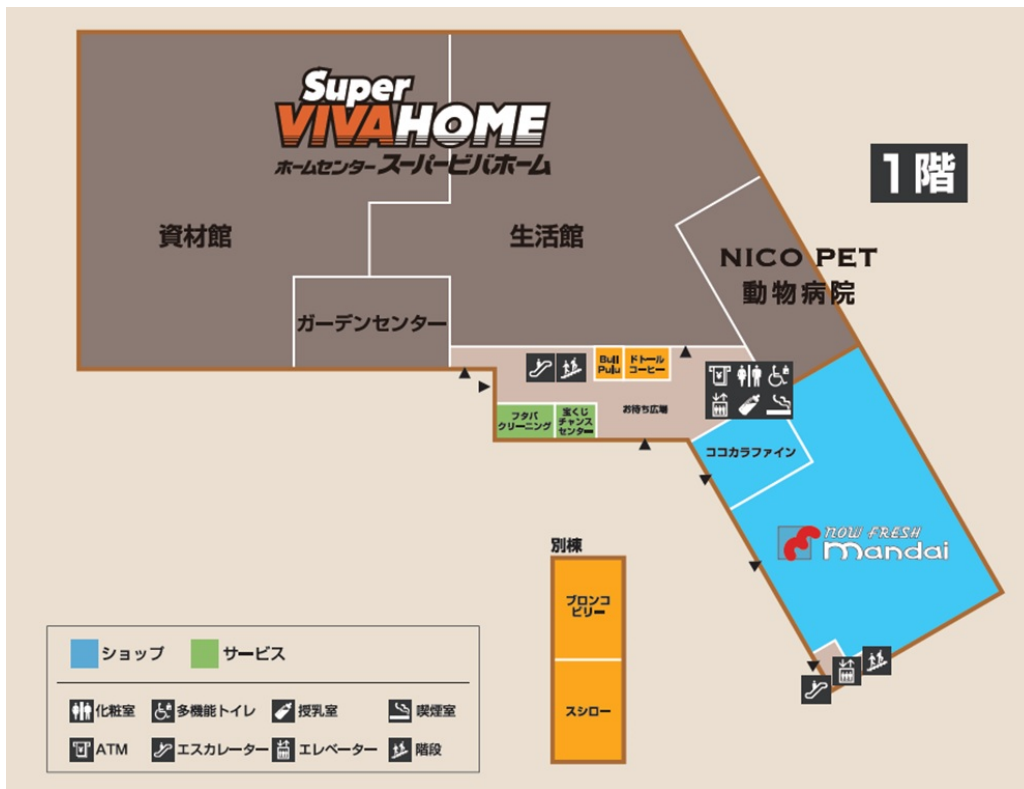 Super
VIVAHOME
ホームセンター スーパービバホーム
1階
資材館
生活館
NICO PET
動物病院
ガーデンセンター
Bull
Pulu
ドトール
コーヒー
フタバ
クリーニング
宝くじ
チャンス
センター
お待ち広場
ココカラファイン
NOW FRESH
mandai
別棟
ブロンコ
ビリー
スシロー
ショップ
サービス
化粧室
多機能トイレ
授乳室
喫煙室
ATM
エスカレーター
エレベーター
階段